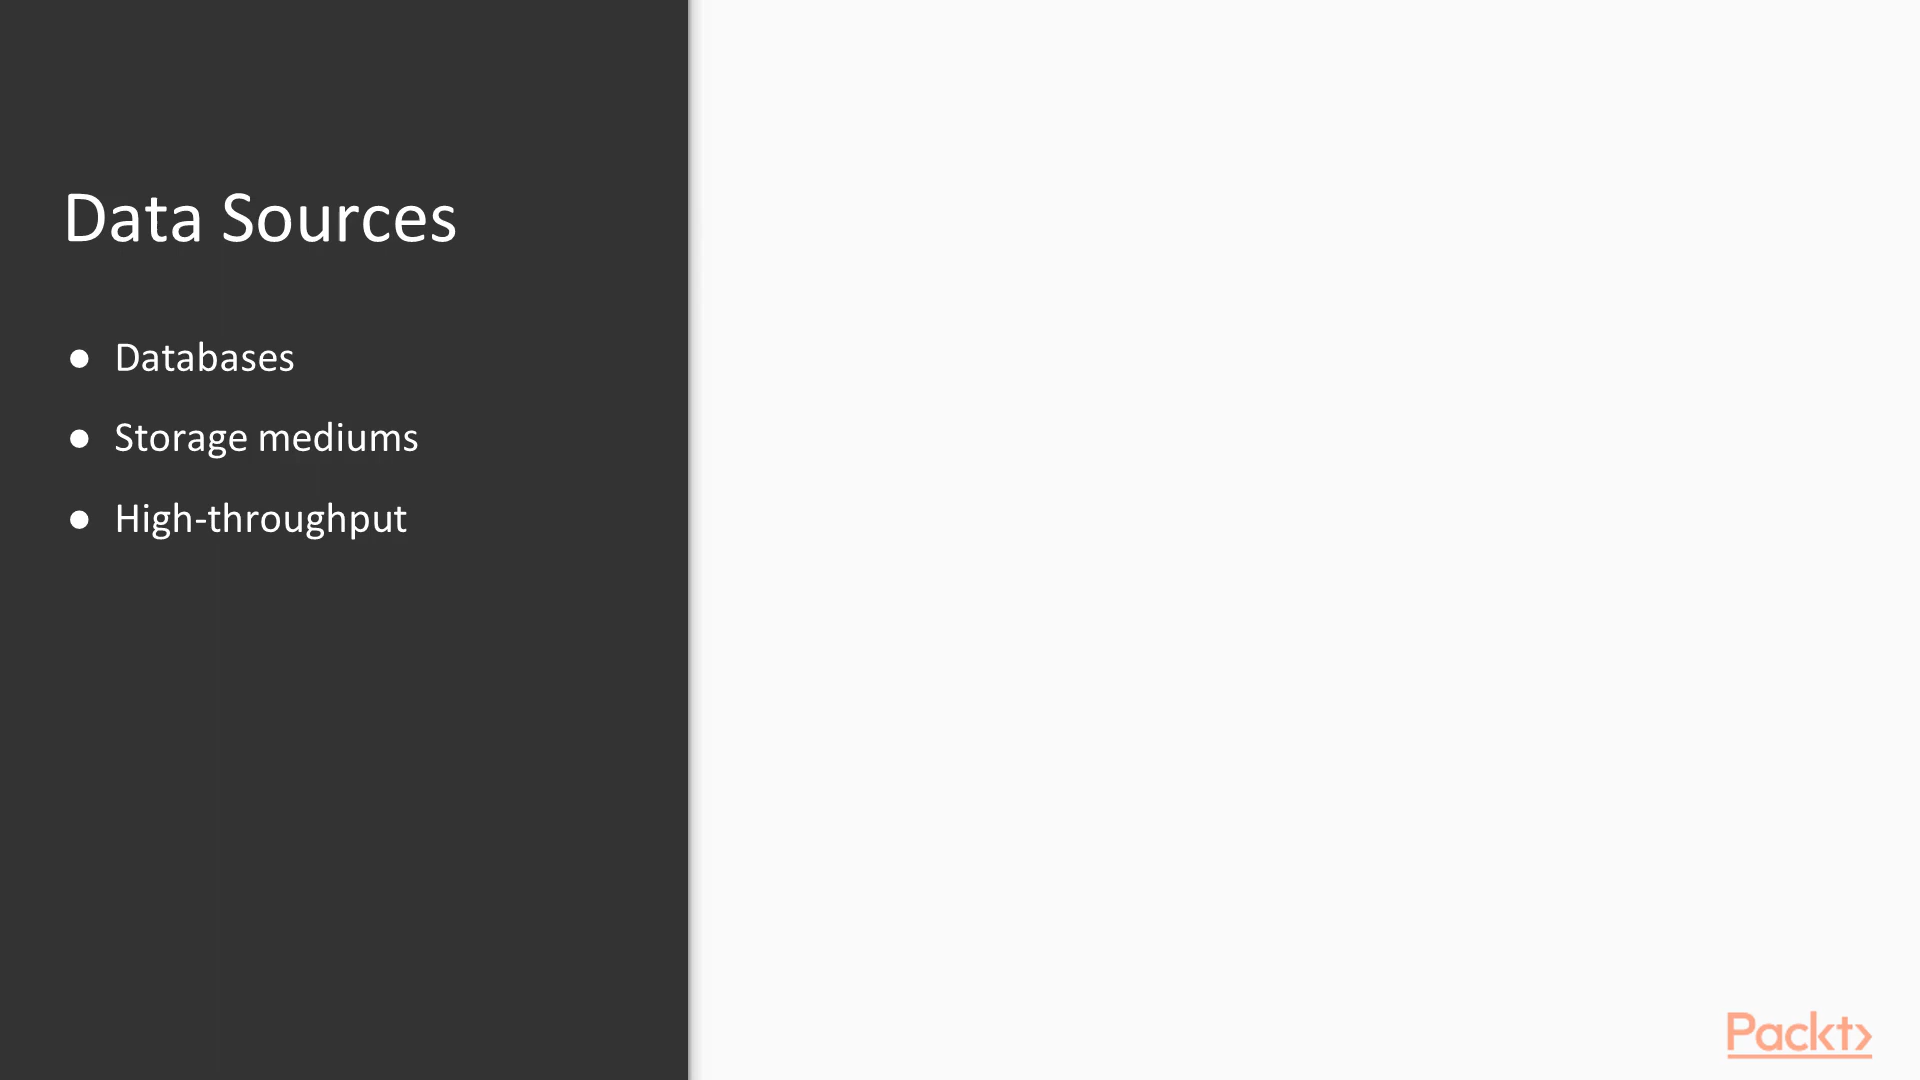 Data Sources
● Databases
● Storage mediums
● High-throughput
Packt>